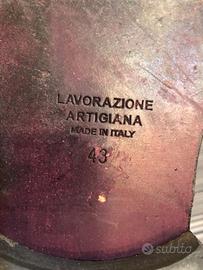 LAVORAZIONE
ARTIGIANA
MADE IN ITALY
43
subito